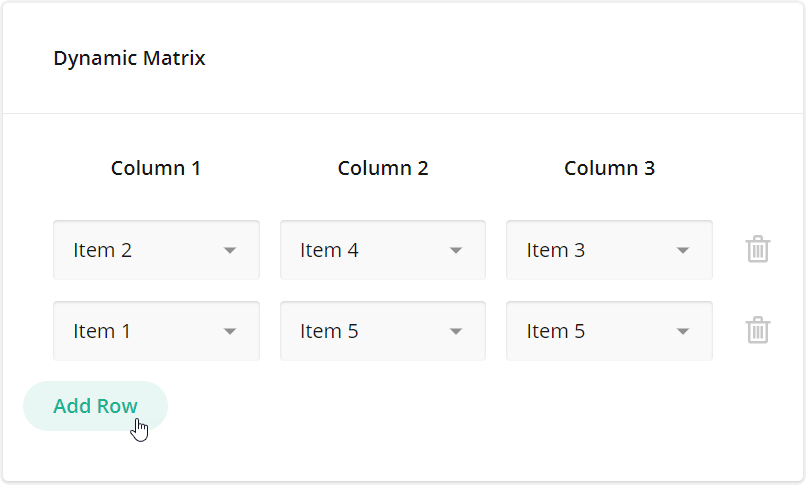 Dynamic Matrix
Column 1 Column 2 Column 3
Item 2 Item 4 Item 3
Item 1 Item 5 Item 5
Add Row